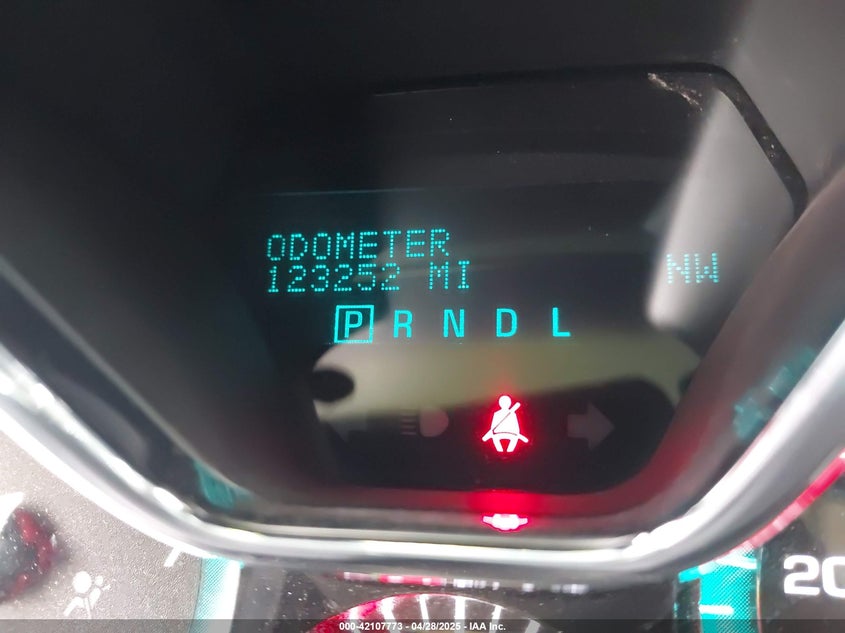 ODOMETER
123252 MI
NW
P R N D L
20
000-42107773 - 04/28/2025 - IAA Inc.